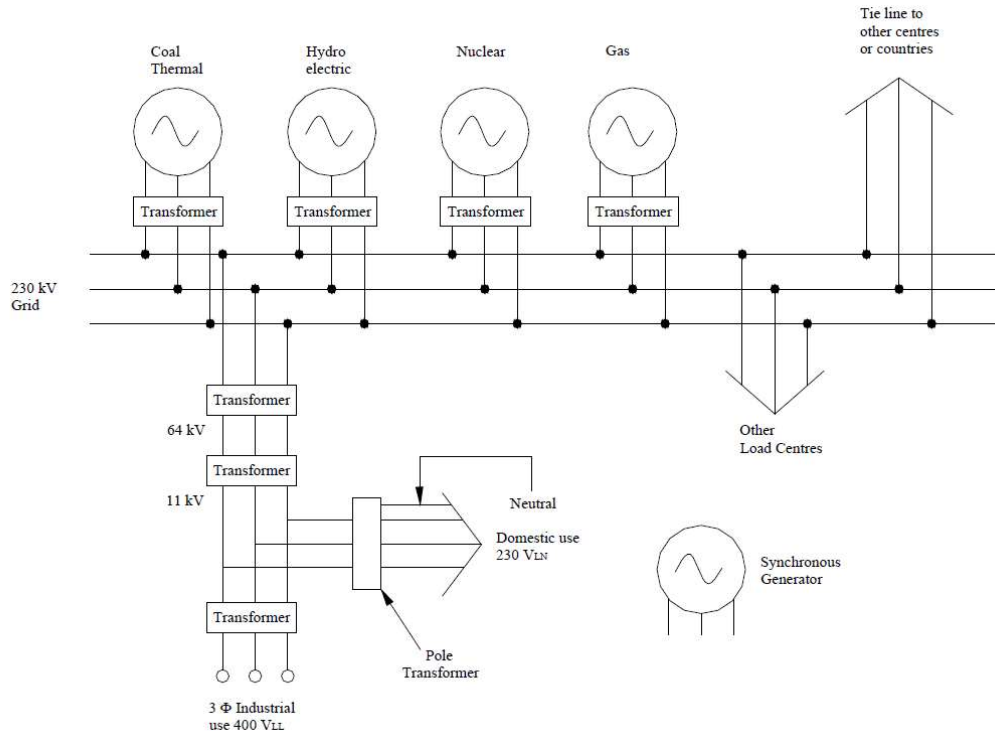 Tie line to
other centres
or countries
Coal
Thermal
Hydro
electric
Nuclear
Gas
Transformer
Transformer
Transformer
Transformer
230 kV
Grid
Transformer
64 kV
Transformer
11 kV
Other
Load Centres
Neutral
Domestic use
230 VLN
Synchronous
Generator
Transformer
Pole
Transformer
3 Φ Industrial
use 400 VLL